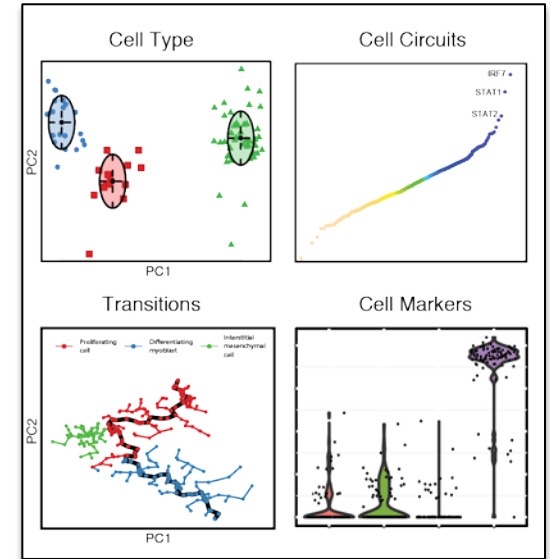 Cell Type
Cell Circuits
IRF7
STAT1
STAT2
PC2
PC1
Transitions
Cell Markers
Proliferating
cell
Differentiating
myoblast
Interstitial
mesenchymal
cell
PC2
PC1